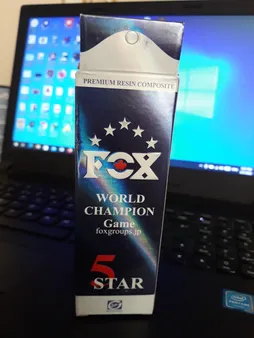 PREMIUM RESIN COMPOSITE
FOX
WORLD
CHAMPION
Game
foxgroups.jp
5
STAR